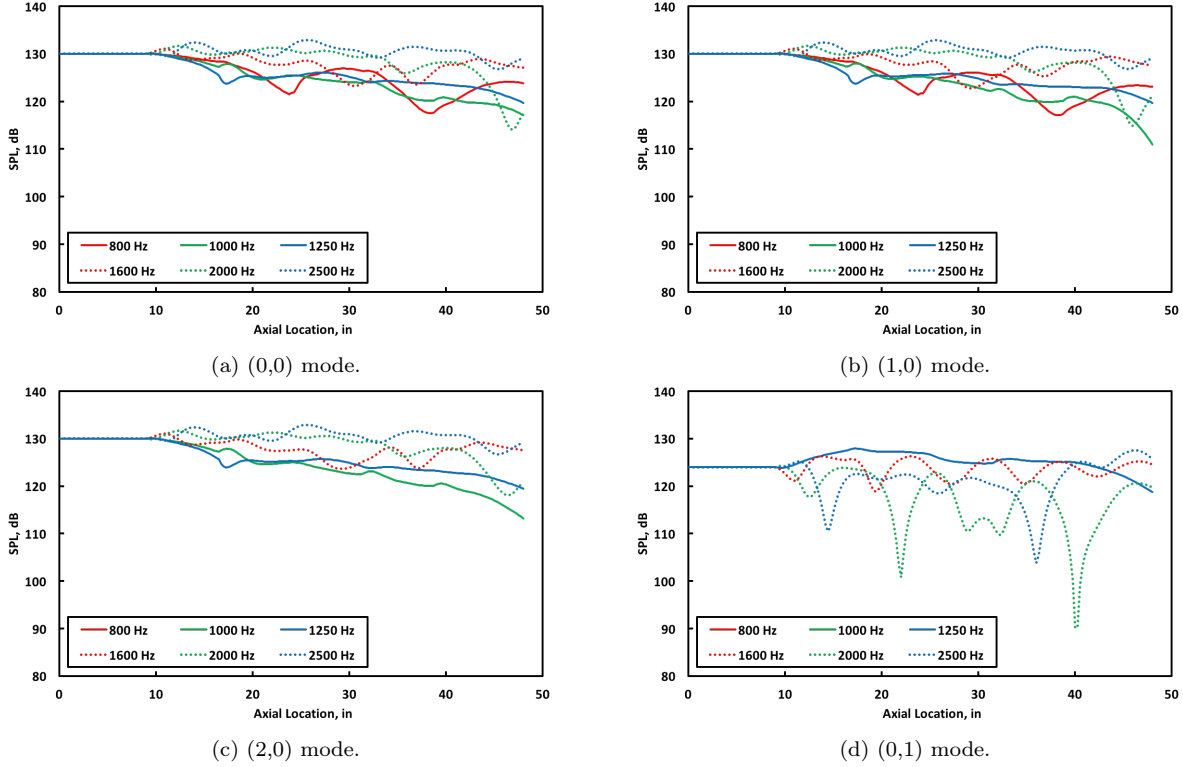 140
130
120
110
100
90
80
SPL, dB
800 Hz 1000 Hz 1250 Hz
1600 Hz 2000 Hz 2500 Hz
0 10 20 30 40 50
Axial Location, in
(a) (0,0) mode.
140
130
120
110
100
90
80
SPL, dB
800 Hz 1000 Hz 1250 Hz
1600 Hz 2000 Hz 2500 Hz
0 10 20 30 40 50
Axial Location, in
(b) (1,0) mode.
140
130
120
110
100
90
80
SPL, dB
800 Hz 1000 Hz 1250 Hz
1600 Hz 2000 Hz 2500 Hz
0 10 20 30 40 50
Axial Location, in
(c) (2,0) mode.
140
130
120
110
100
90
80
SPL, dB
800 Hz 1000 Hz 1250 Hz
1600 Hz 2000 Hz 2500 Hz
0 10 20 30 40 50
Axial Location, in
(d) (0,1) mode.